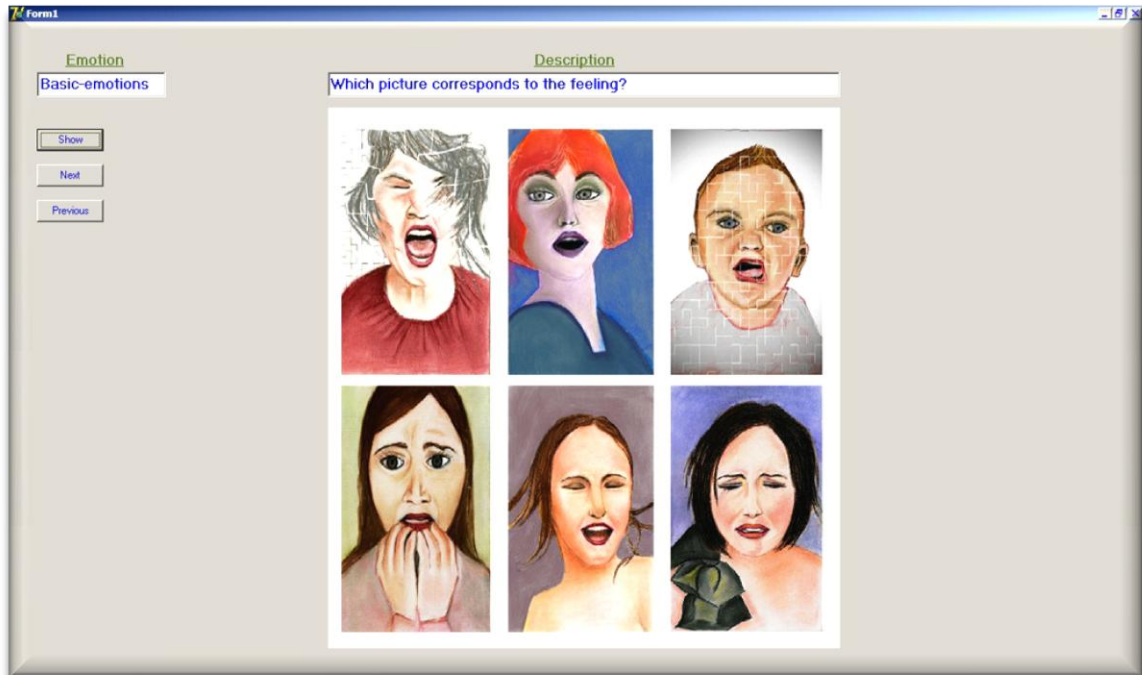 Form1
Emotion
Description
Basic-emotions
Which picture corresponds to the feeling?
Show
Next
Previous